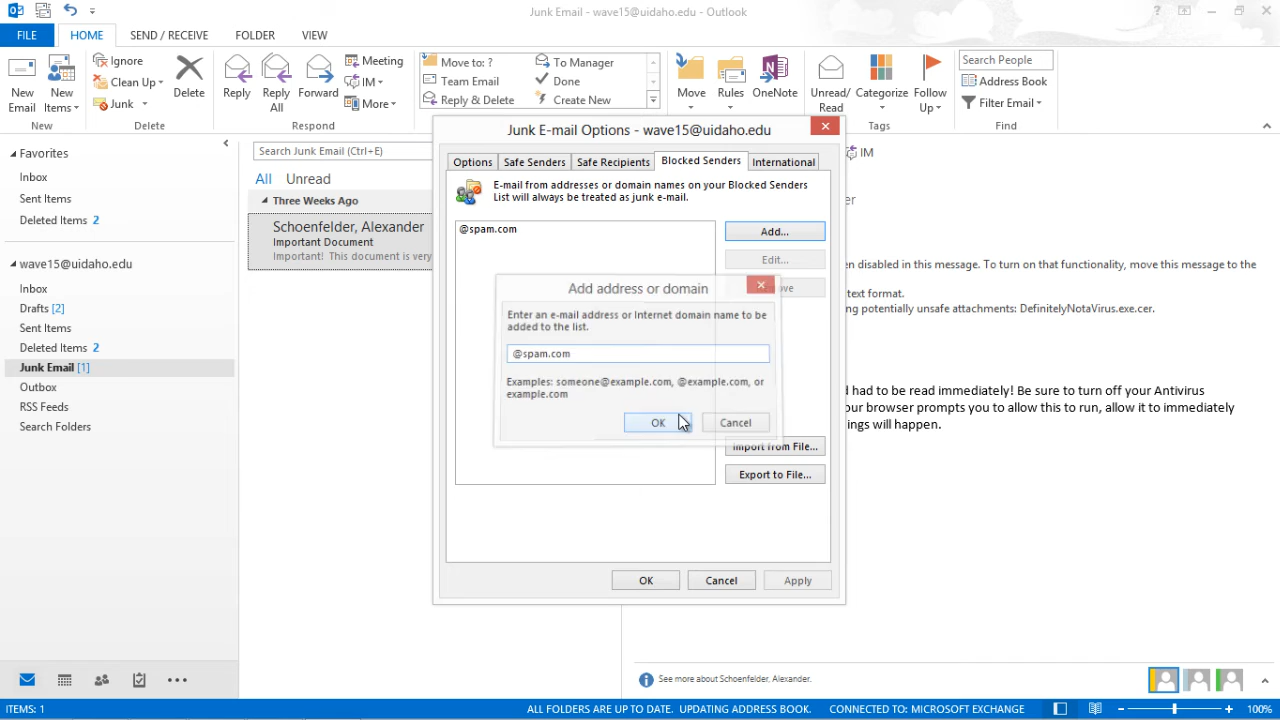 Junk Email - wave15@uidaho.edu - Outlook
FILE HOME SEND / RECEIVE FOLDER VIEW
New Email
New Items
New
Ignore
Clean Up
Junk
Delete
Delete
Reply
Reply All
Forward
Meeting
IM
More
Respond
Move to: ?
Team Email
Reply & Delete
To Manager
Done
Create New
Move
Rules
OneNote
Unread/ Read
Categorize
Follow Up
Tags
Search People
Address Book
Filter Email
Find
Favorites
Inbox
Sent Items
Deleted Items 2
wave15@uidaho.edu
Inbox
Drafts [2]
Sent Items
Deleted Items 2
Junk Email [1]
Outbox
RSS Feeds
Search Folders
Search Junk Email (Ctrl+E)
All Unread
Three Weeks Ago
Schoenfelder, Alexander
Important Document
Important! This document is very
Junk E-mail Options - wave15@uidaho.edu
Options Safe Senders Safe Recipients Blocked Senders International
E-mail from addresses or domain names on your Blocked Senders
List will always be treated as junk e-mail.
@spam.com
Add...
Edit...
Import from File...
Export to File...
OK Cancel Apply
Add address or domain
Enter an e-mail address or Internet domain name to be
added to the list.
@spam.com
Examples: someone@example.com, @example.com, or
example.com
OK Cancel
IM
en disabled in this message. To turn on that functionality, move this message to the
text format.
ng potentially unsafe attachments: DefinitelyNotaVirus.exe.cer.
d had to be read immediately! Be sure to turn off your Antivirus
our browser prompts you to allow this to run, allow it to immediately
ings will happen.
See more about Schoenfelder, Alexander.
ITEMS: 1
ALL FOLDERS ARE UP TO DATE. UPDATING ADDRESS BOOK. CONNECTED TO: MICROSOFT EXCHANGE 100%